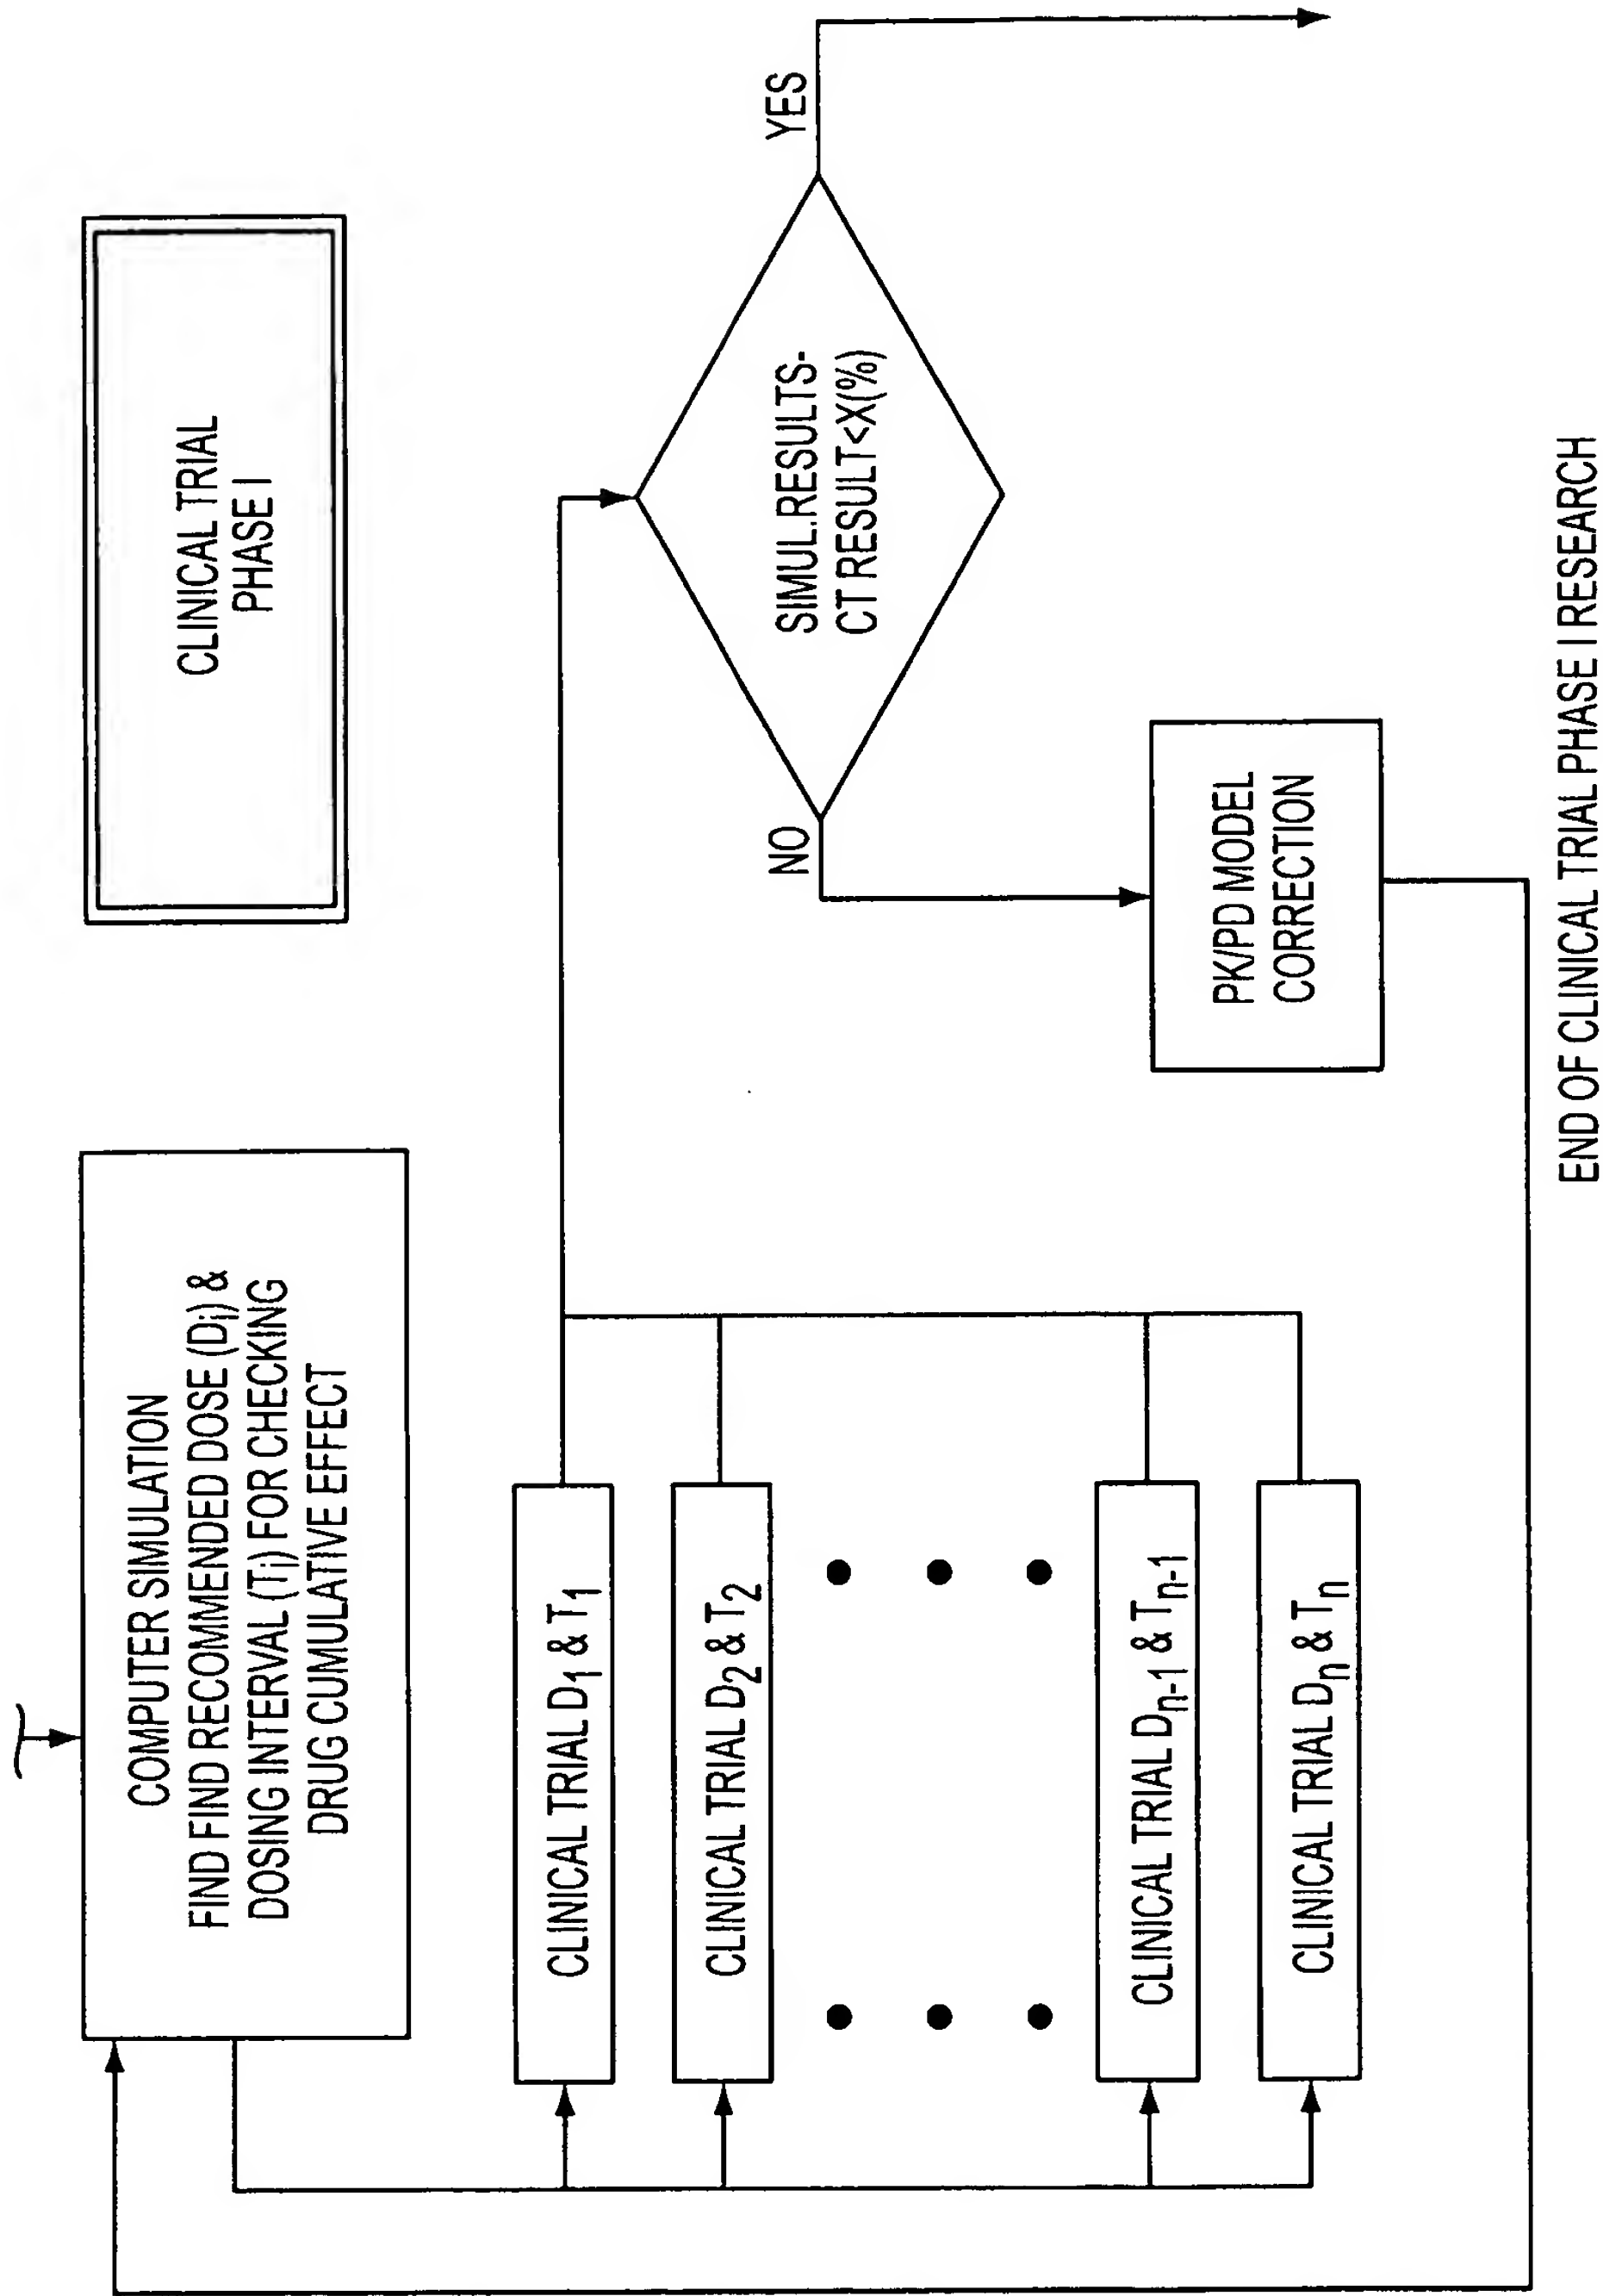 CLINICAL TRIAL
PHASE I
COMPUTER SIMULATION
FIND FIND RECOMMENDED DOSE (Di) &
DOSING INTERVAL (Ti) FOR CHECKING
DRUG CUMULATIVE EFFECT
CLINICAL TRIAL D1 & T1
CLINICAL TRIAL D2 & T2
CLINICAL TRIAL Dn-1 & Tn-1
CLINICAL TRIAL Dn & Tn
SIMUL.RESULTS-
CT RESULT<X(%)
YES
NO
PK/PD MODEL
CORRECTION
END OF CLINICAL TRIAL PHASE I RESEARCH